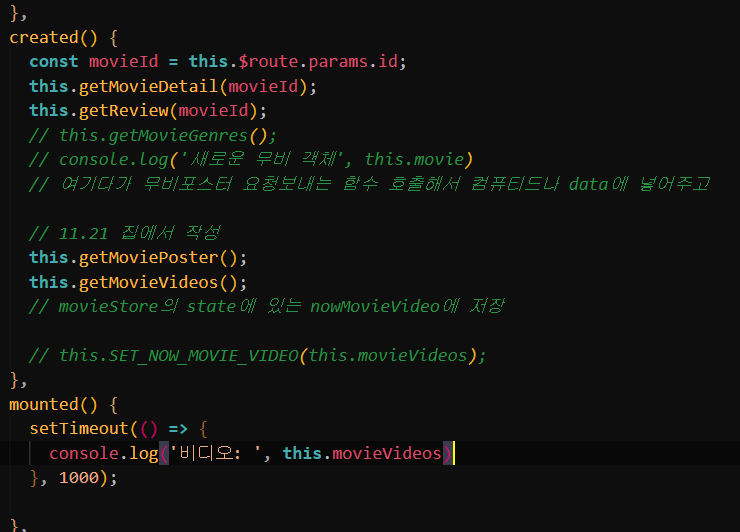 },
created() {
const movieId = this.$route.params.id;
this.getMovieDetail(movieId);
this.getReview(movieId);
// this.getMovieGenres();
// console.log('새로운 무비 객체', this.movie)
// 여기다가 무비포스터 요청보내는 함수 호출해서 컴퓨티드나 data에 넣어주고
// 11.21 집에서 작성
this.getMoviePoster();
this.getMovieVideos();
// movieStore의 state에 있는 nowMovieVideo에 저장
// this.SET_NOW_MOVIE_VIDEO(this.movieVideos);
},
mounted() {
setTimeout(() => {
console.log('비디오: ', this.movieVideos)
}, 1000);
},